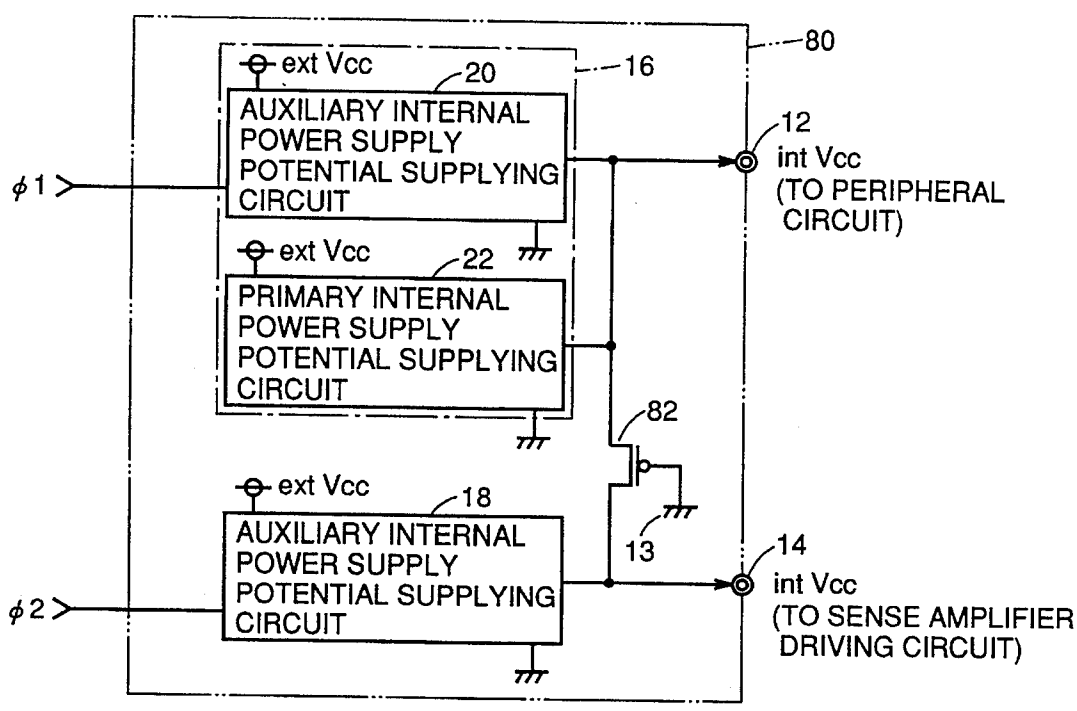 80
ext Vcc
16
20
AUXILIARY INTERNAL
POWER SUPPLY
POTENTIAL SUPPLYING
CIRCUIT
12
int Vcc
(TO PERIPHERAL
CIRCUIT)
ϕ1
ext Vcc
22
PRIMARY INTERNAL
POWER SUPPLY
POTENTIAL SUPPLYING
CIRCUIT
82
13
ext Vcc
18
AUXILIARY INTERNAL
POWER SUPPLY
POTENTIAL SUPPLYING
CIRCUIT
14
int Vcc
(TO SENSE AMPLIFIER
DRIVING CIRCUIT)
ϕ2